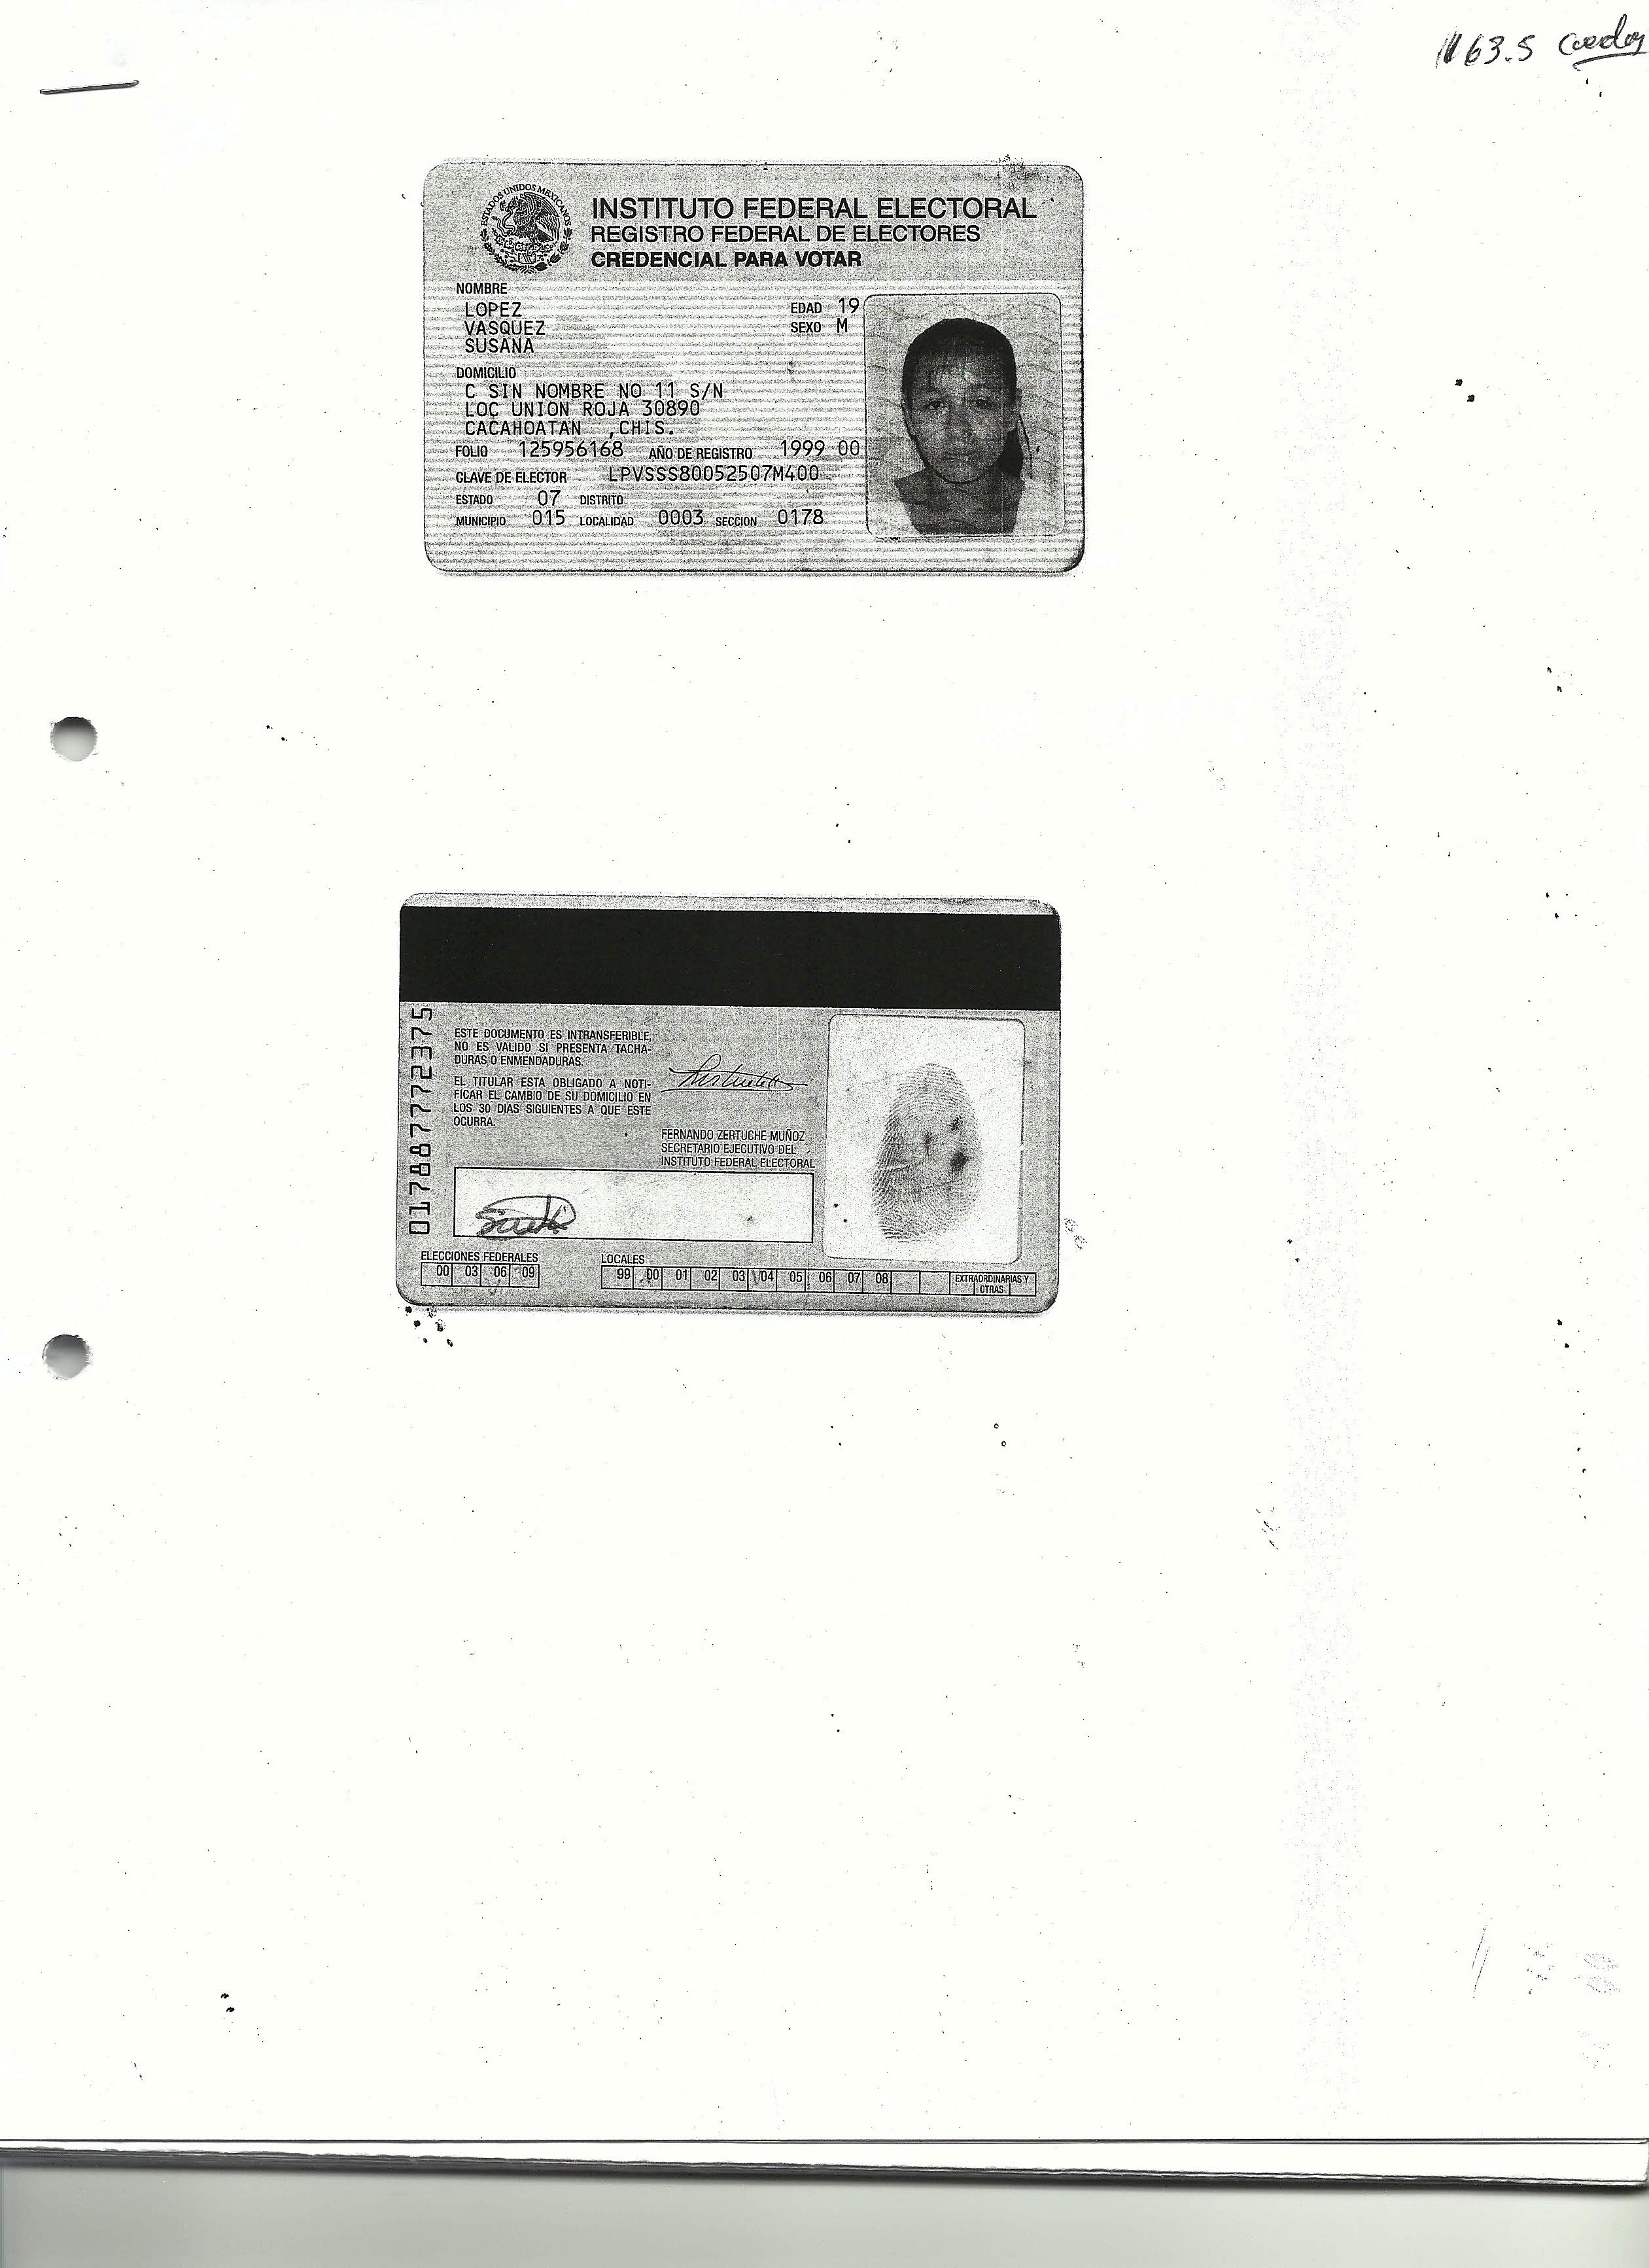 1163.5 Cuerdas
ESTADOS UNIDOS MEXICANOS
INSTITUTO FEDERAL ELECTORAL
REGISTRO FEDERAL DE ELECTORES
CREDENCIAL PARA VOTAR
NOMBRE
LOPEZ
VASQUEZ
SUSANA
EDAD 19
SEXO M
DOMICILIO
C SIN NOMBRE NO 11 S/N
LOC UNION ROJA 30890
CACAHOATAN ,CHIS.
FOLIO 125956168 AÑO DE REGISTRO 1999 00
CLAVE DE ELECTOR LPVSSS80052507M400
ESTADO 07 DISTRITO
MUNICIPIO 015 LOCALIDAD 0003 SECCION 0178
0178877772375
ESTE DOCUMENTO ES INTRANSFERIBLE,
NO ES VALIDO SI PRESENTA TACHA-
DURAS O ENMENDADURAS.
EL TITULAR ESTA OBLIGADO A NOTI-
FICAR EL CAMBIO DE SU DOMICILIO EN
LOS 30 DIAS SIGUIENTES A QUE ESTE
OCURRA.
FERNANDO ZERTUCHE MUÑOZ
SECRETARIO EJECUTIVO DEL
INSTITUTO FEDERAL ELECTORAL
ELECCIONES FEDERALES
00 03 06 09
LOCALES
99 00 01 02 03 04 05 06 07 08
EXTRAORDINARIAS Y
OTRAS